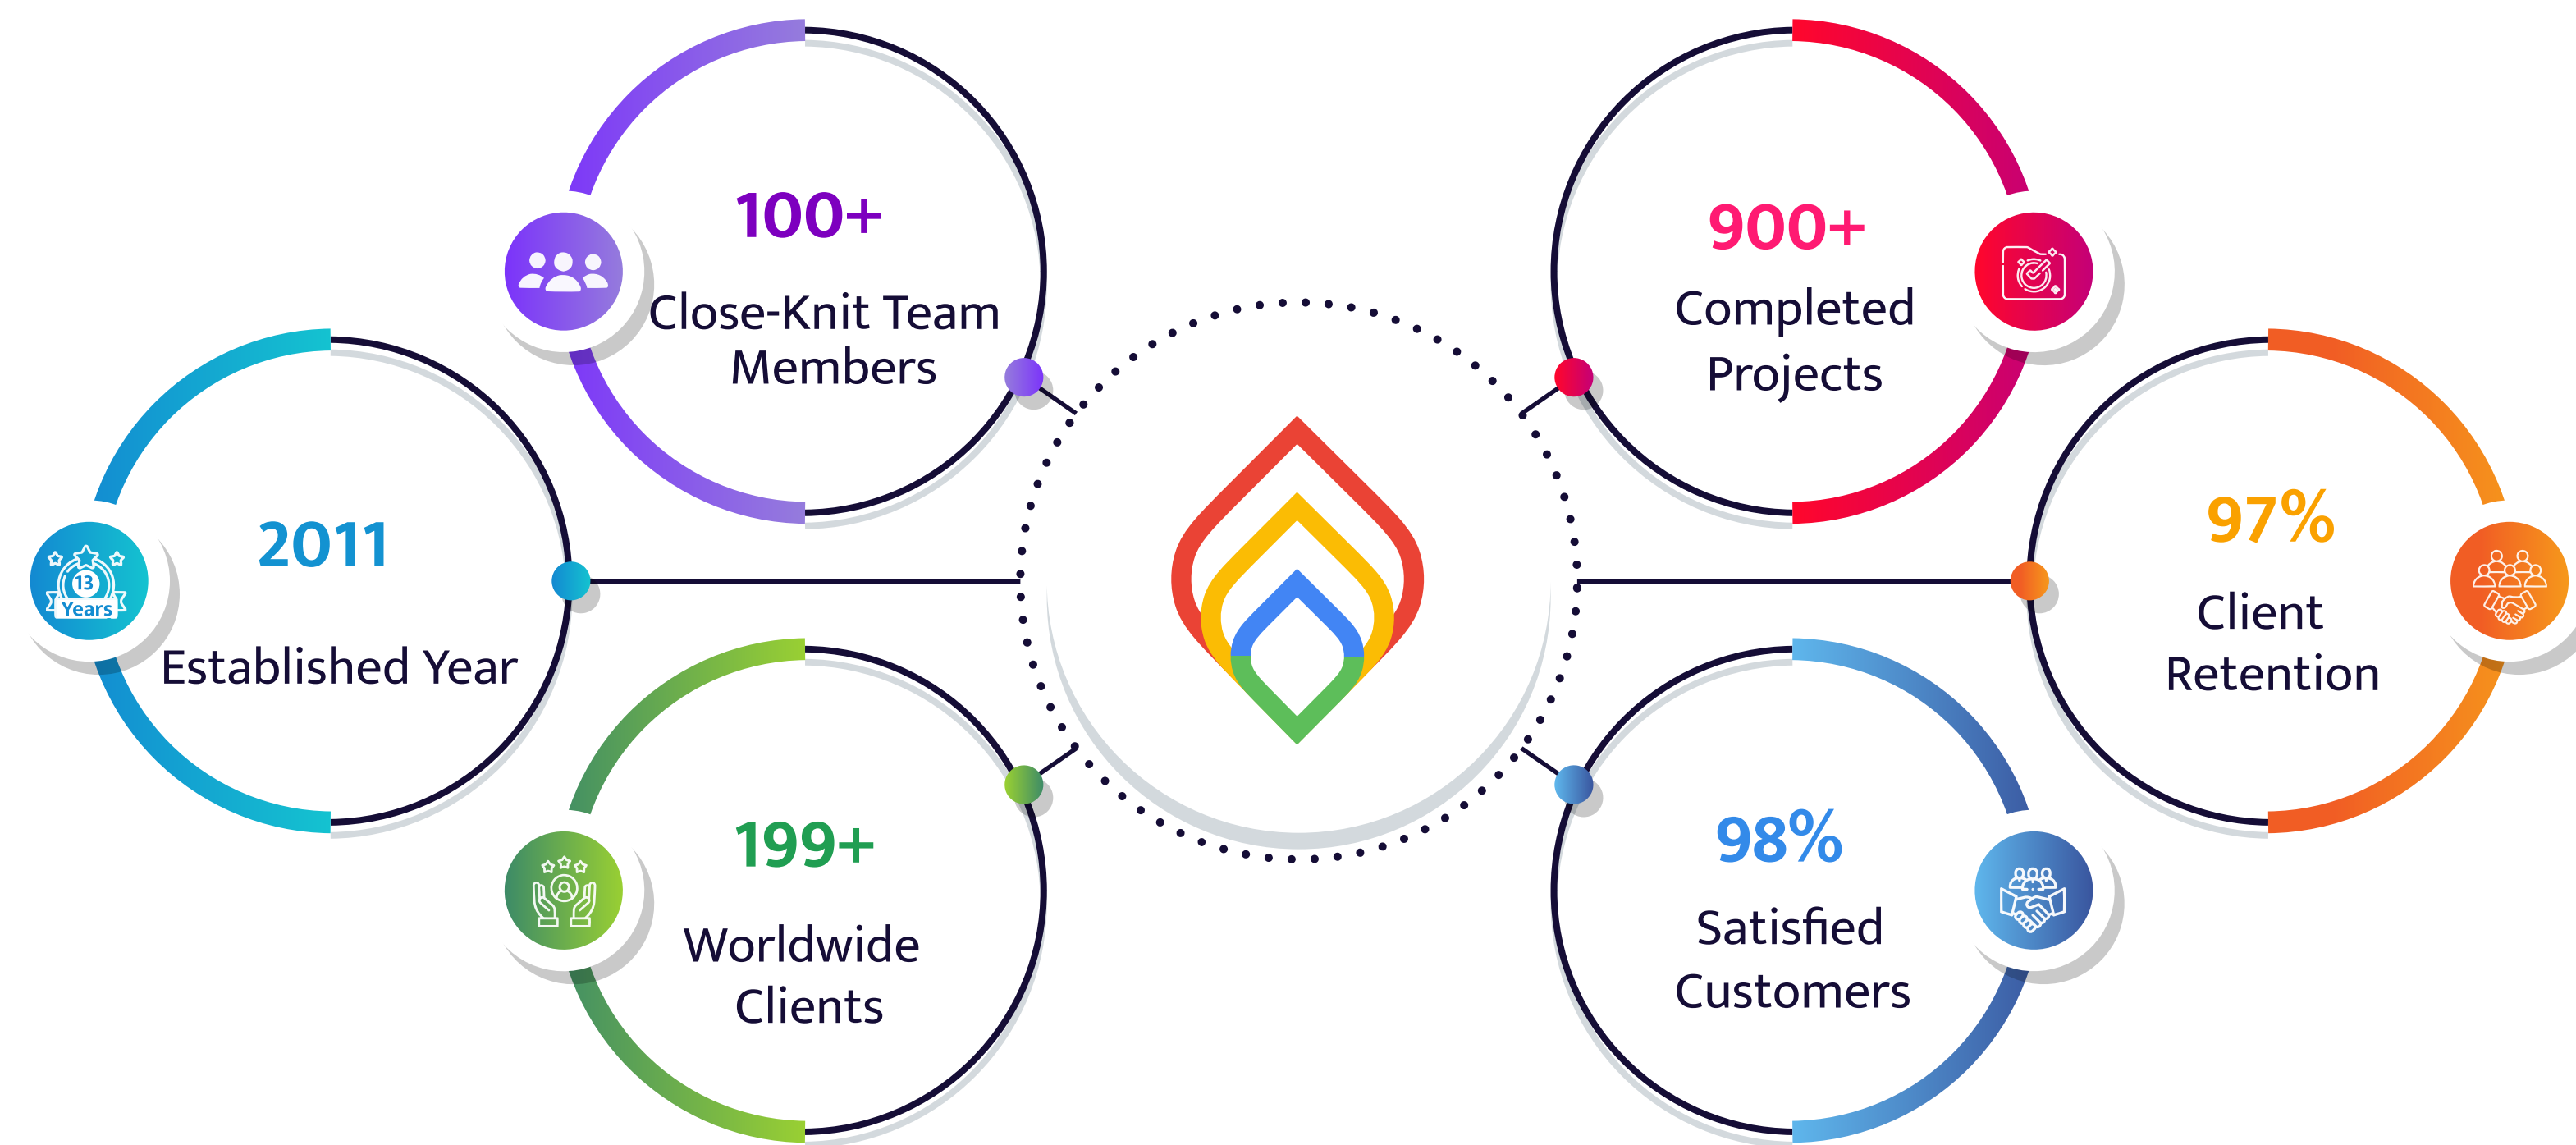 100+
Close-Knit Team
Members
900+
Completed
Projects
13
Years
2011
Established Year
97%
Client
Retention
199+
Worldwide
Clients
98%
Satisfied
Customers